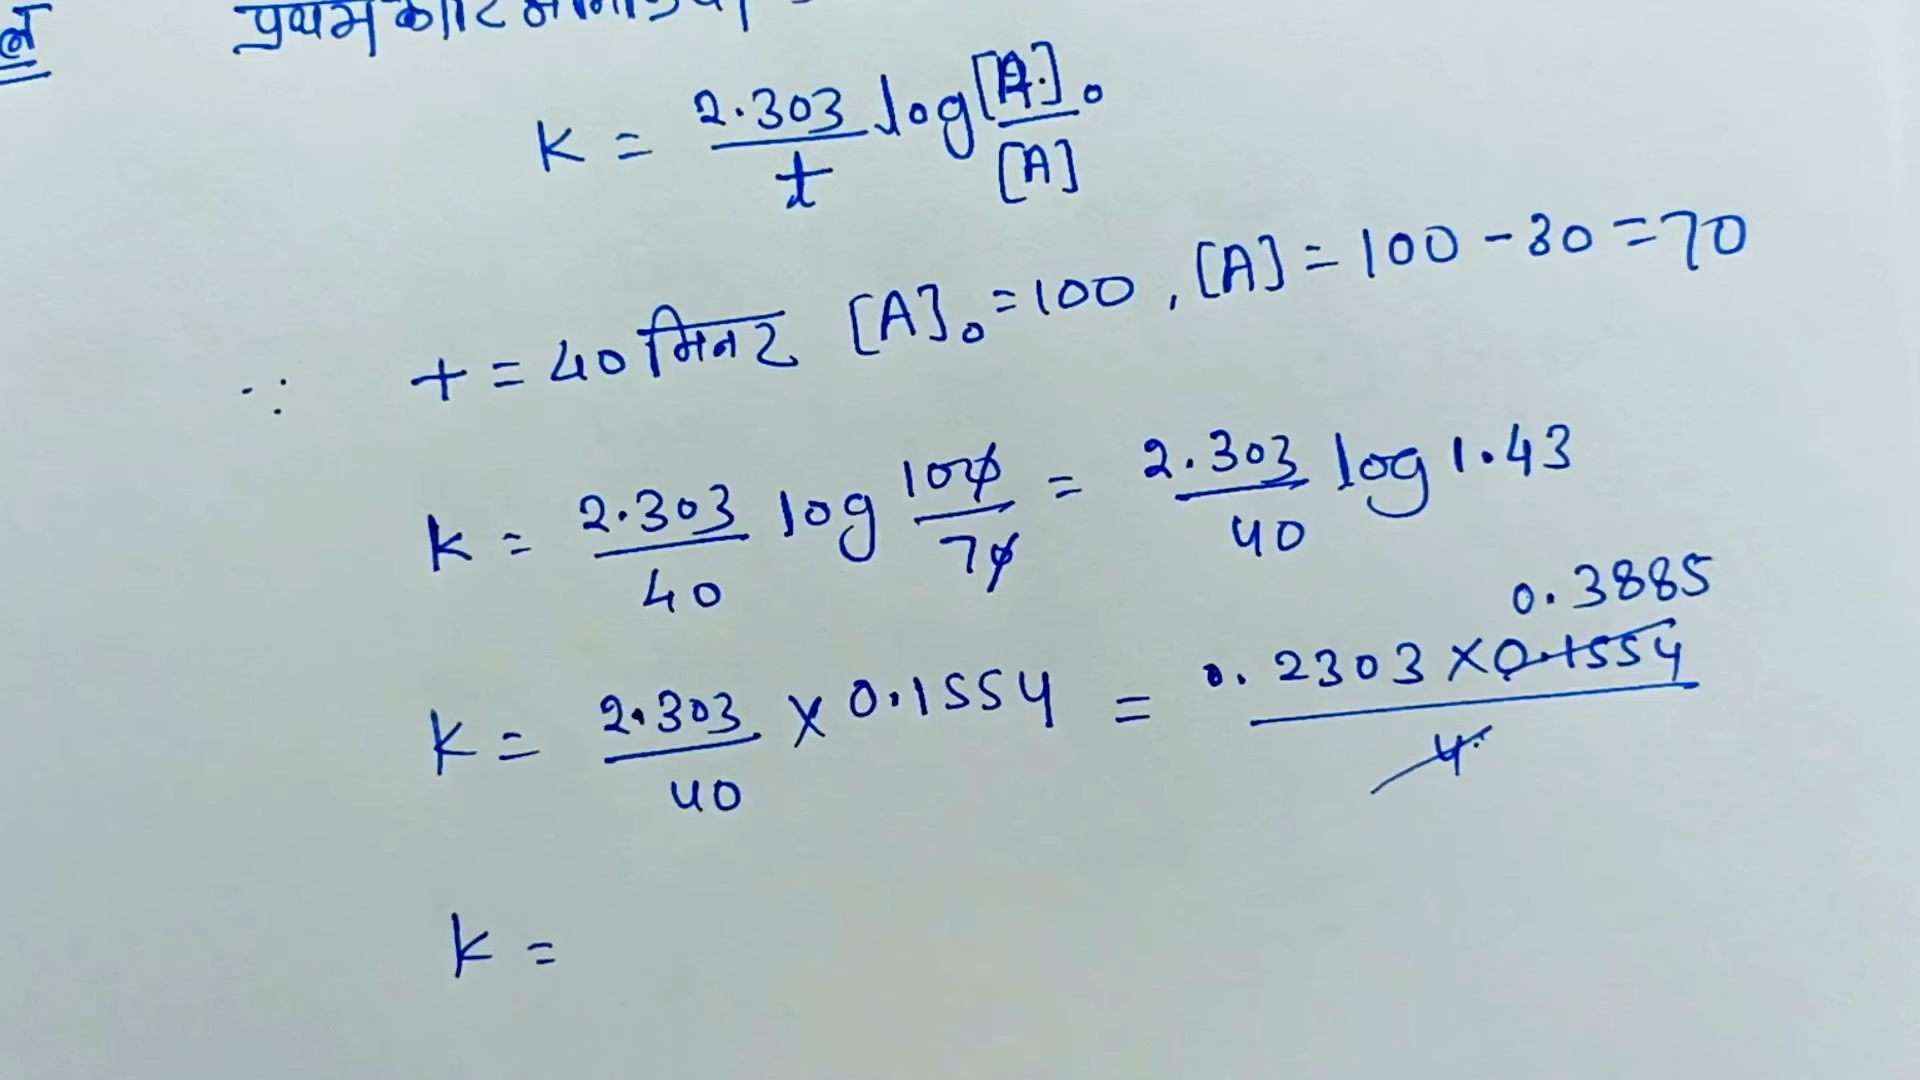 प्रथम कोटि
K = 2.303/t log [A]₀/[A]
∵ t = 40 मिनट [A]₀ = 100, [A] = 100 - 30 = 70
k = 2.303/40 log 100/70 = 2.303/40 log 1.43
0.3885
k = 2.303/40 × 0.1554 = 0.2303 × 0.1554/4
k =